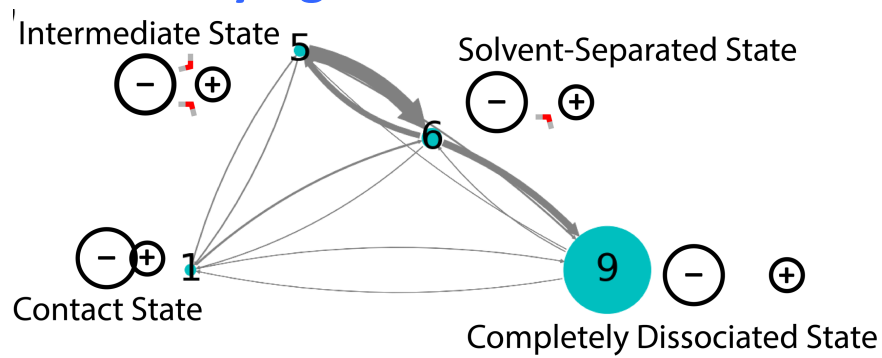 Intermediate State
5
Solvent-Separated State
− +
− +
6
− +
1
9
− +
Contact State
Completely Dissociated State